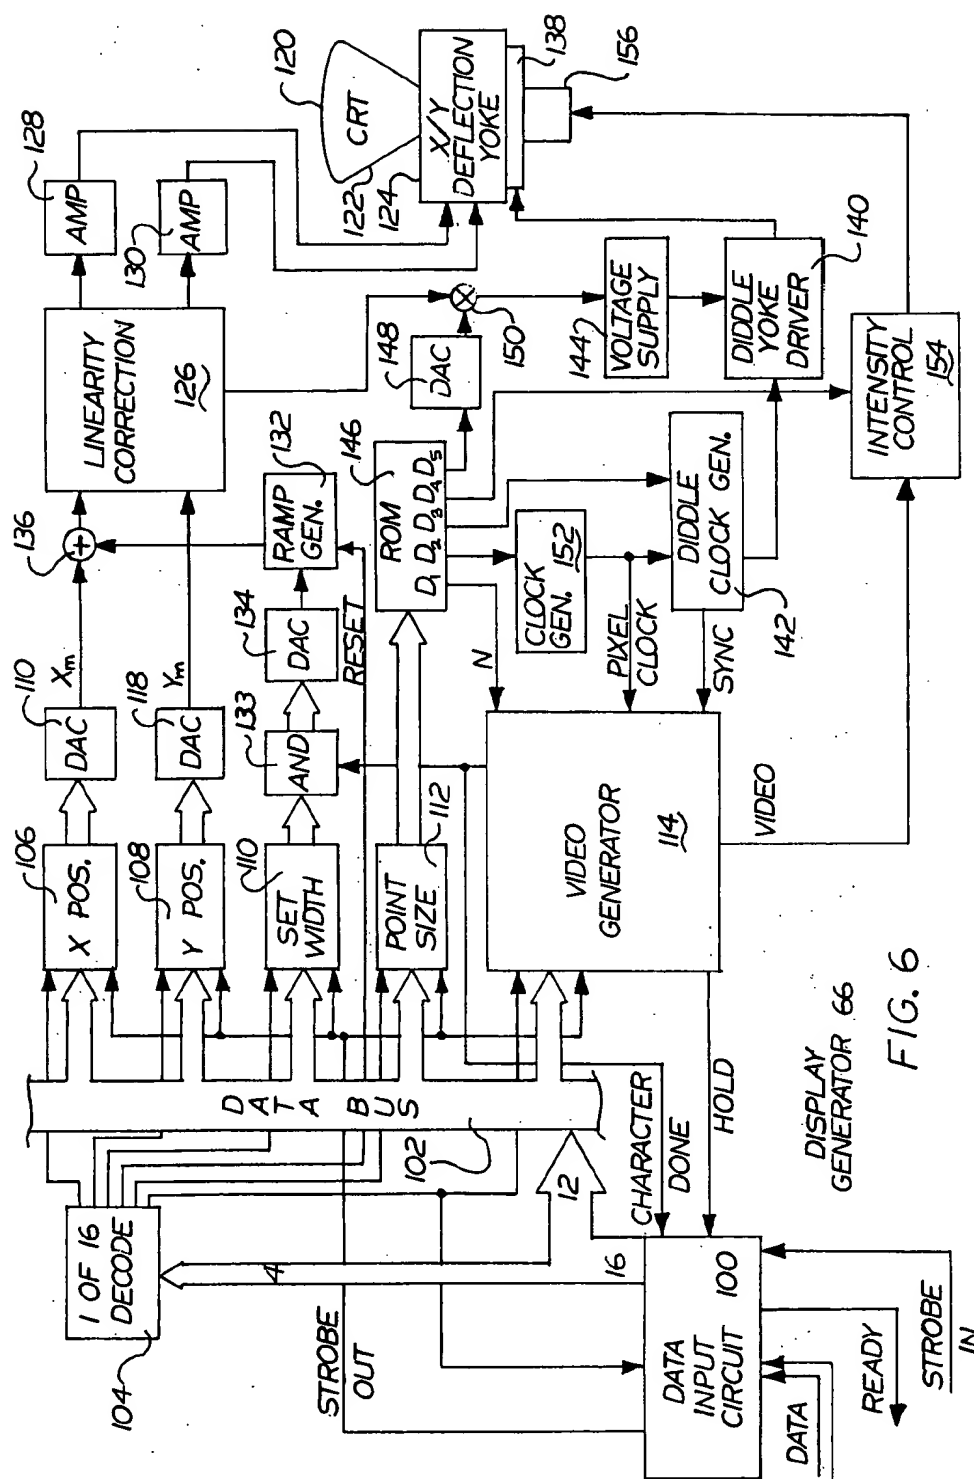 128
AMP
130
AMP
120
CRT
122
124
X/Y
DEFLECTION
YOKE
138
156
LINEARITY
CORRECTION
126
136
+
132
RAMP
GEN.
146
ROM
D1 D2 D3 D4 D5
148
DAC
150
144
VOLTAGE
SUPPLY
DIDDLE
YOKE
DRIVER
140
INTENSITY
CONTROL
154
110
DAC
Xm
118
DAC
Ym
134
DAC
RESET
133
AND
CLOCK
GEN. 152
N
PIXEL
CLOCK
DIDDLE
CLOCK GEN.
142
SYNC
106
X POS.
108
Y POS.
110
SET
WIDTH
112
POINT
SIZE
VIDEO
GENERATOR
114
VIDEO
DATA BUS
102
1 OF 16
DECODE
104
4
12
16
STROBE
OUT
CHARACTER
DONE
HOLD
DATA
INPUT
CIRCUIT
100
DATA
READY
STROBE
IN
DISPLAY
GENERATOR 66
FIG. 6